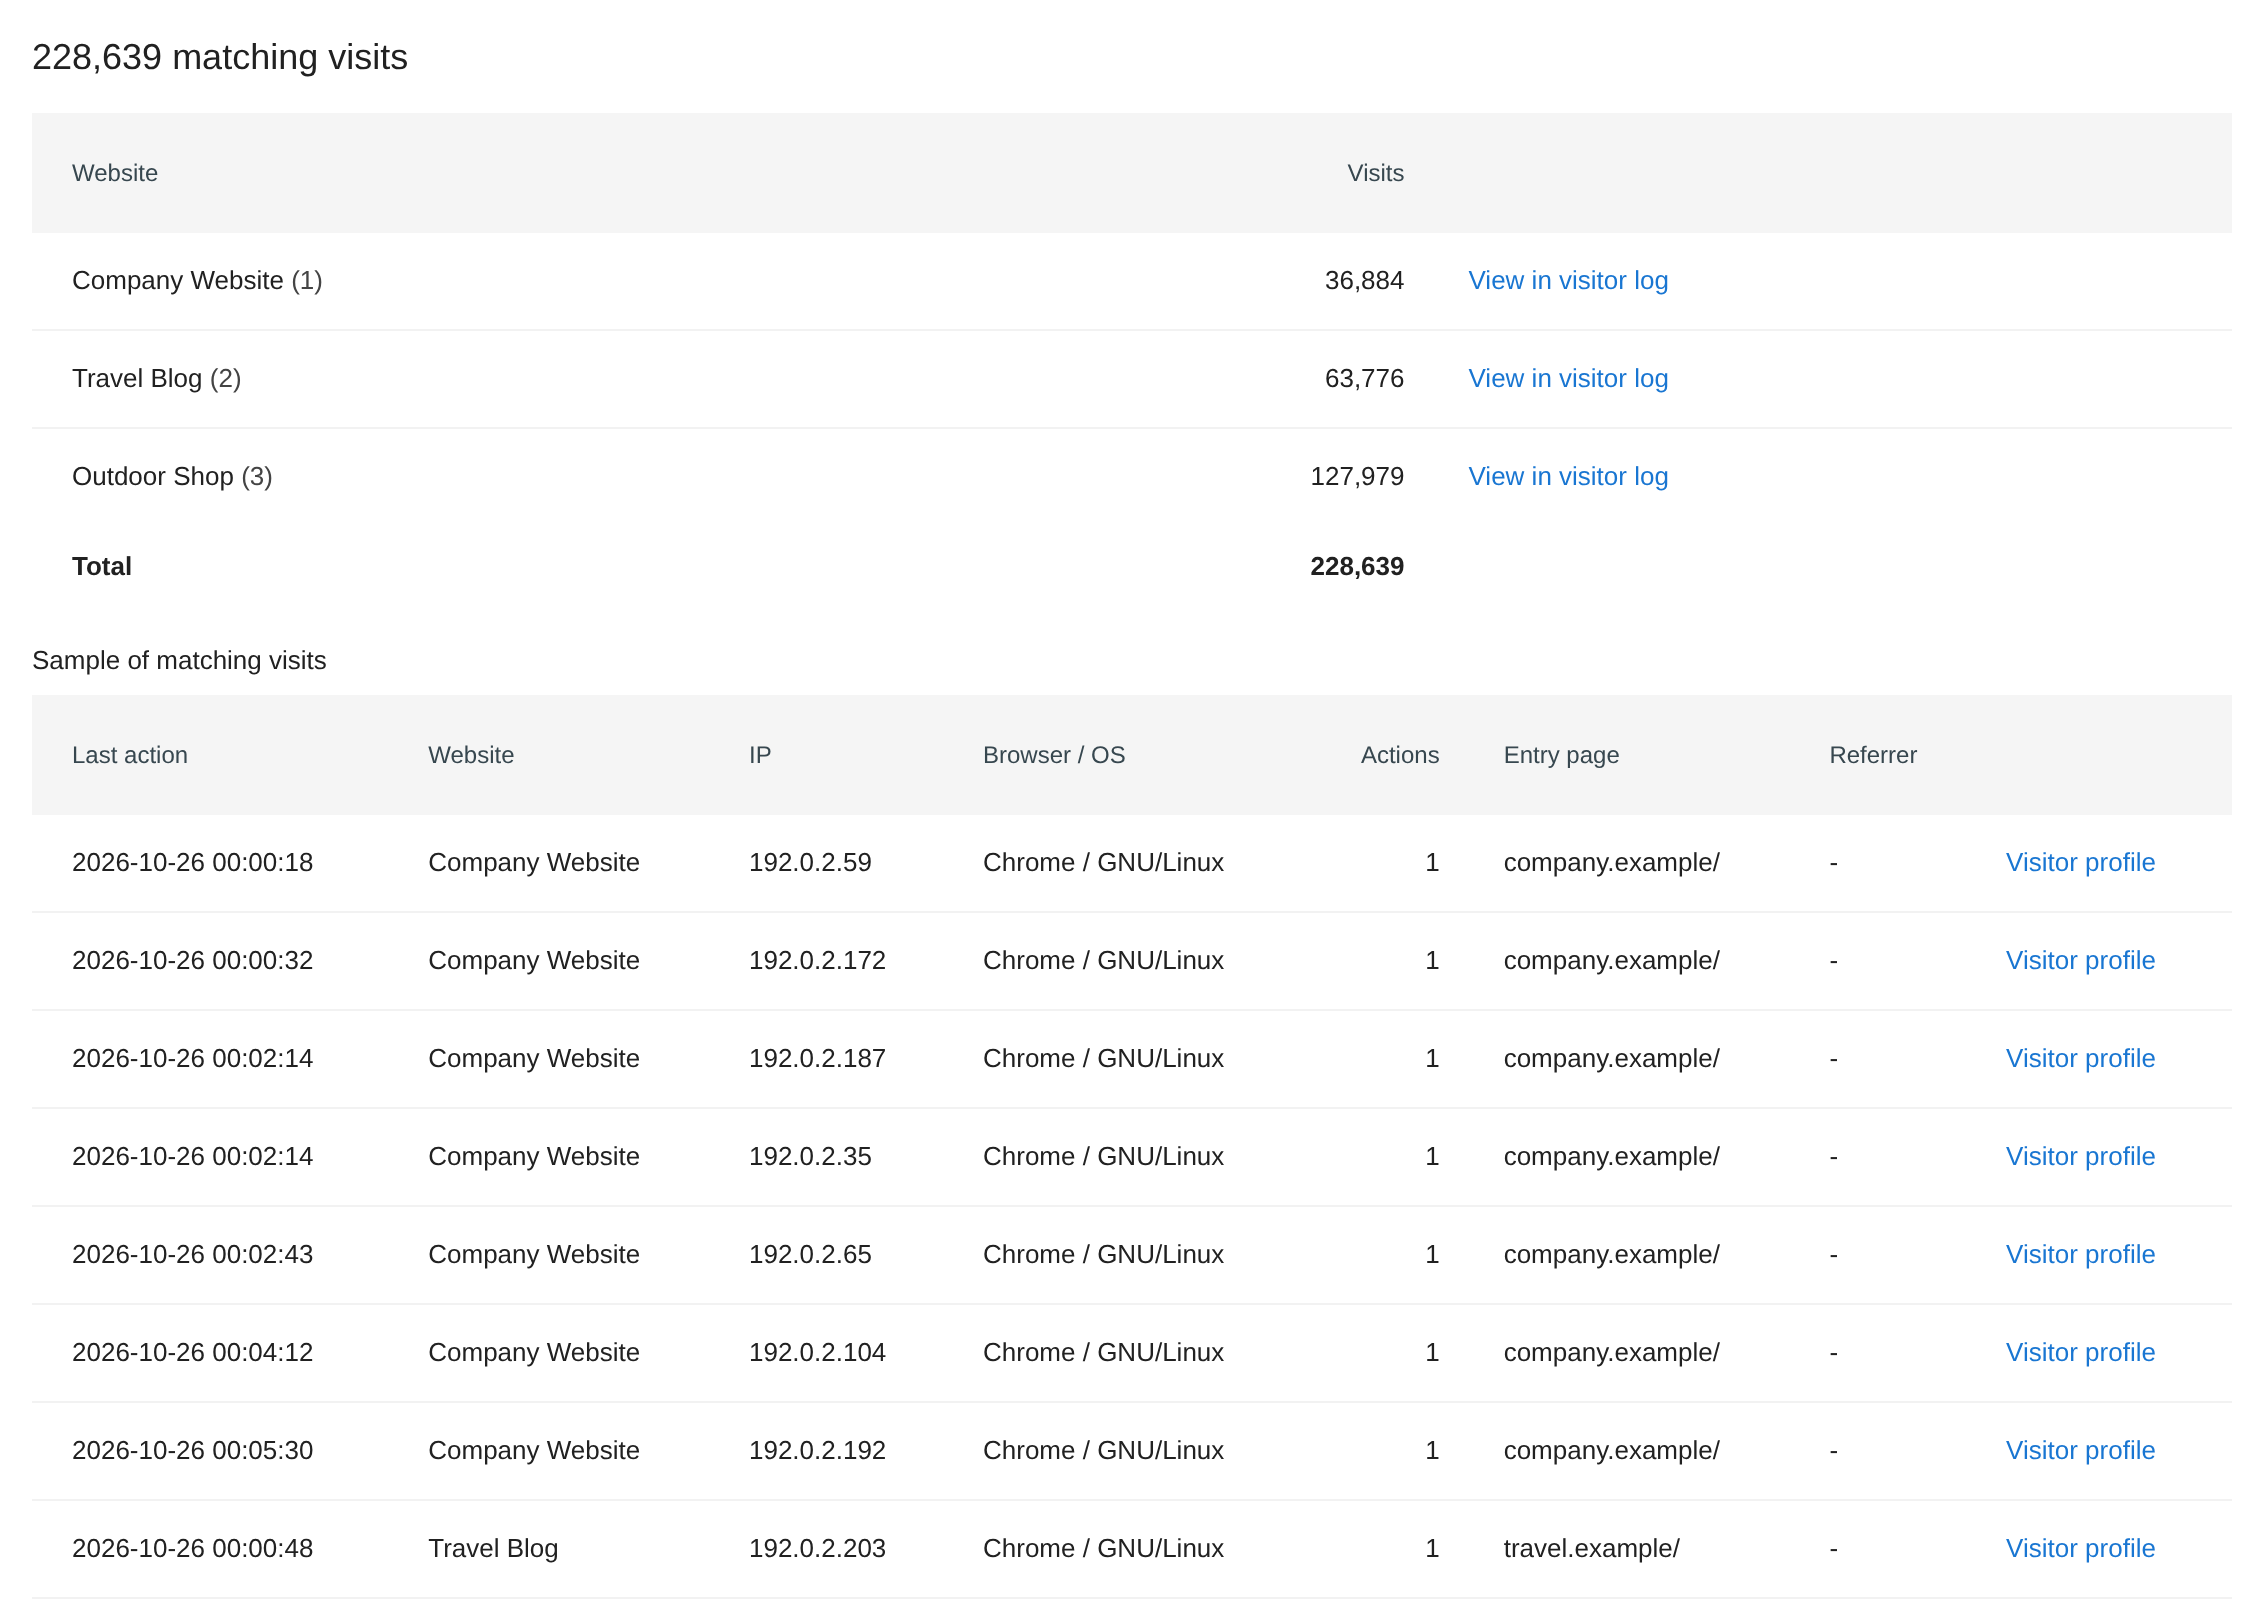 228,639 matching visits
Website Visits
Company Website (1) 36,884 View in visitor log
Travel Blog (2) 63,776 View in visitor log
Outdoor Shop (3) 127,979 View in visitor log
Total 228,639
Sample of matching visits
Last action Website IP Browser / OS Actions Entry page Referrer
2026-10-26 00:00:18 Company Website 192.0.2.59 Chrome / GNU/Linux 1 company.example/ - Visitor profile
2026-10-26 00:00:32 Company Website 192.0.2.172 Chrome / GNU/Linux 1 company.example/ - Visitor profile
2026-10-26 00:02:14 Company Website 192.0.2.187 Chrome / GNU/Linux 1 company.example/ - Visitor profile
2026-10-26 00:02:14 Company Website 192.0.2.35 Chrome / GNU/Linux 1 company.example/ - Visitor profile
2026-10-26 00:02:43 Company Website 192.0.2.65 Chrome / GNU/Linux 1 company.example/ - Visitor profile
2026-10-26 00:04:12 Company Website 192.0.2.104 Chrome / GNU/Linux 1 company.example/ - Visitor profile
2026-10-26 00:05:30 Company Website 192.0.2.192 Chrome / GNU/Linux 1 company.example/ - Visitor profile
2026-10-26 00:00:48 Travel Blog 192.0.2.203 Chrome / GNU/Linux 1 travel.example/ - Visitor profile